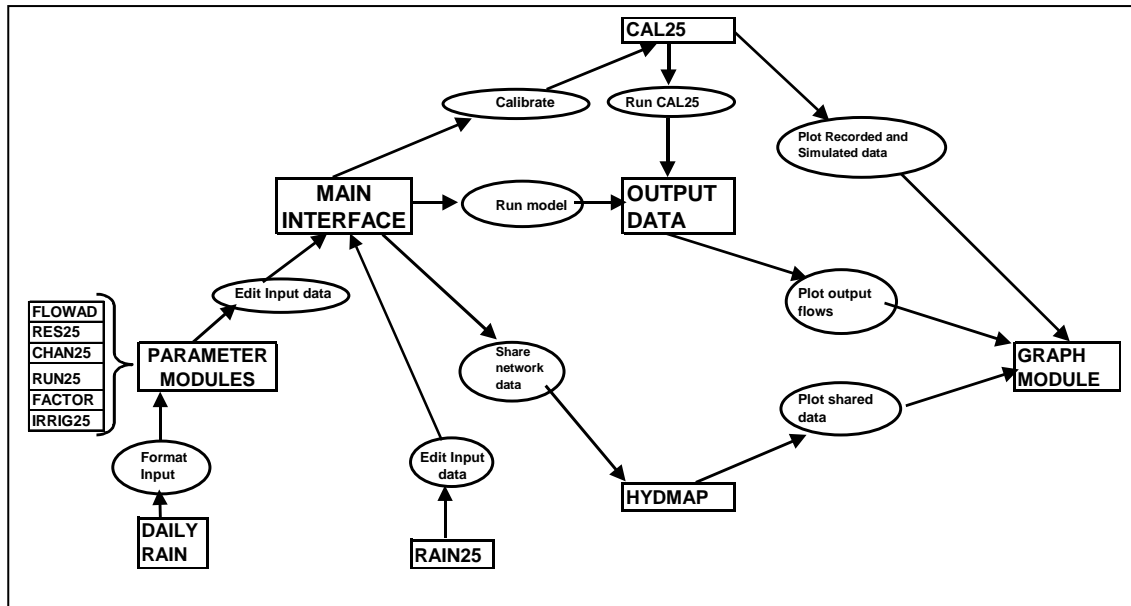 CAL25
Calibrate
Run CAL25
Plot Recorded and
Simulated data
MAIN
INTERFACE
Run model
OUTPUT
DATA
Edit Input data
Plot output
flows
FLOWAD
RES25
CHAN25
RUN25
FACTOR
IRRIG25
PARAMETER
MODULES
Share
network
data
GRAPH
MODULE
Plot shared
data
Format
Input
Edit Input
data
HYDMAP
DAILY
RAIN
RAIN25